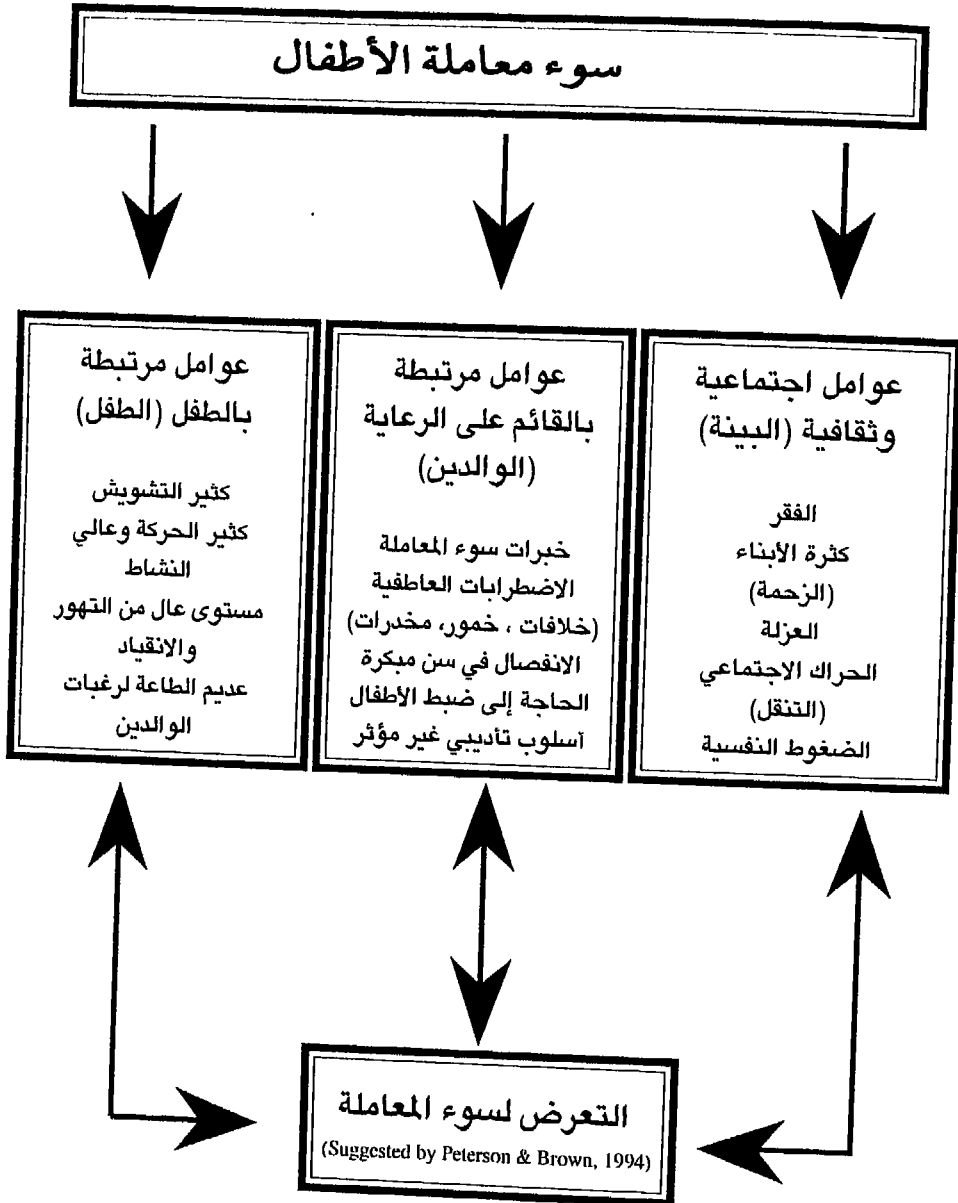 سوء معاملة الأطفال
عوامل اجتماعية
وثقافية (البينة)
الفقر
كثرة الأبناء
(الزحمة)
العزلة
الحراك الاجتماعي
(التنقل)
الضغوط النفسية
عوامل مرتبطة
بالقائم على الرعاية
(الوالدين)
خبرات سوء المعاملة
الاضطرابات العاطفية
(خلافات ، خمور، مخدرات)
الانفصال في سن مبكرة
الحاجة إلى ضبط الأطفال
أسلوب تأديبي غير مؤثر
عوامل مرتبطة
بالطفل (الطفل)
كثير التشويش
كثير الحركة وعالي
النشاط
مستوى عال من التهور
والانقياد
عديم الطاعة لرغبات
الوالدين
التعرض لسوء المعاملة
(Suggested by Peterson & Brown, 1994)